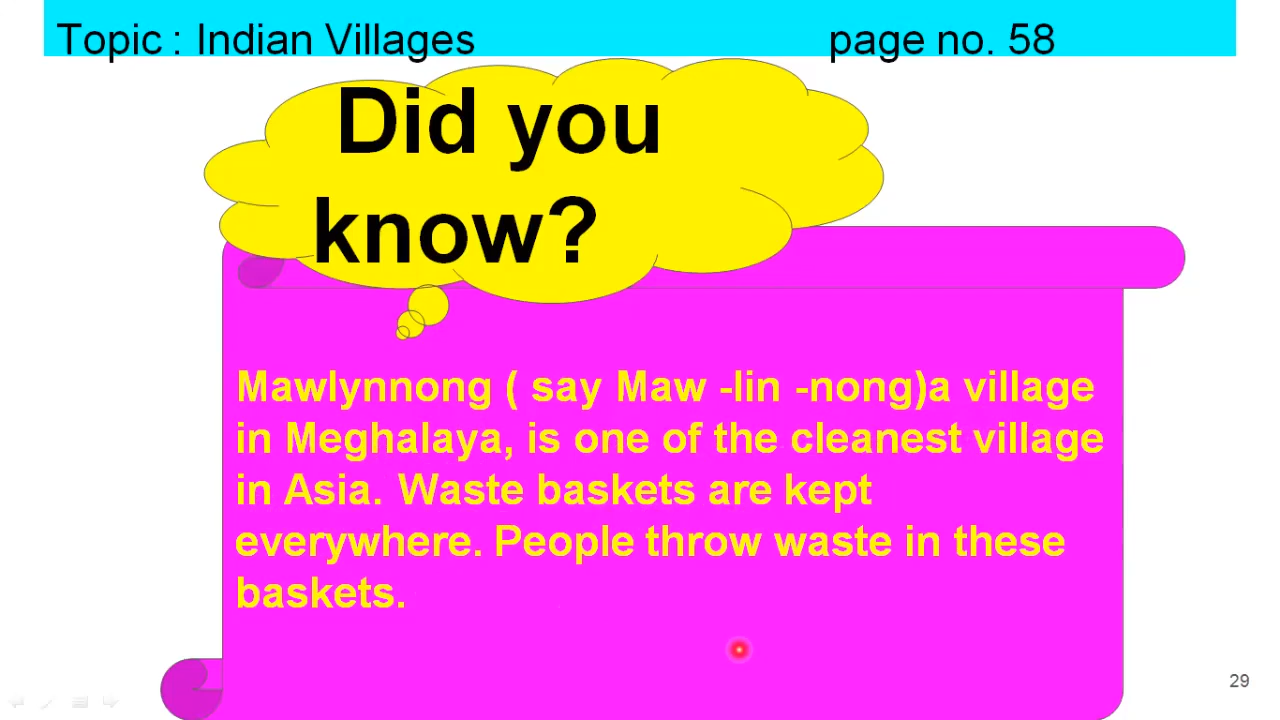 Topic : Indian Villages page no. 58
Did you
know?
Mawlynnong ( say Maw -lin -nong)a village
in Meghalaya, is one of the cleanest village
in Asia. Waste baskets are kept
everywhere. People throw waste in these
baskets.
29